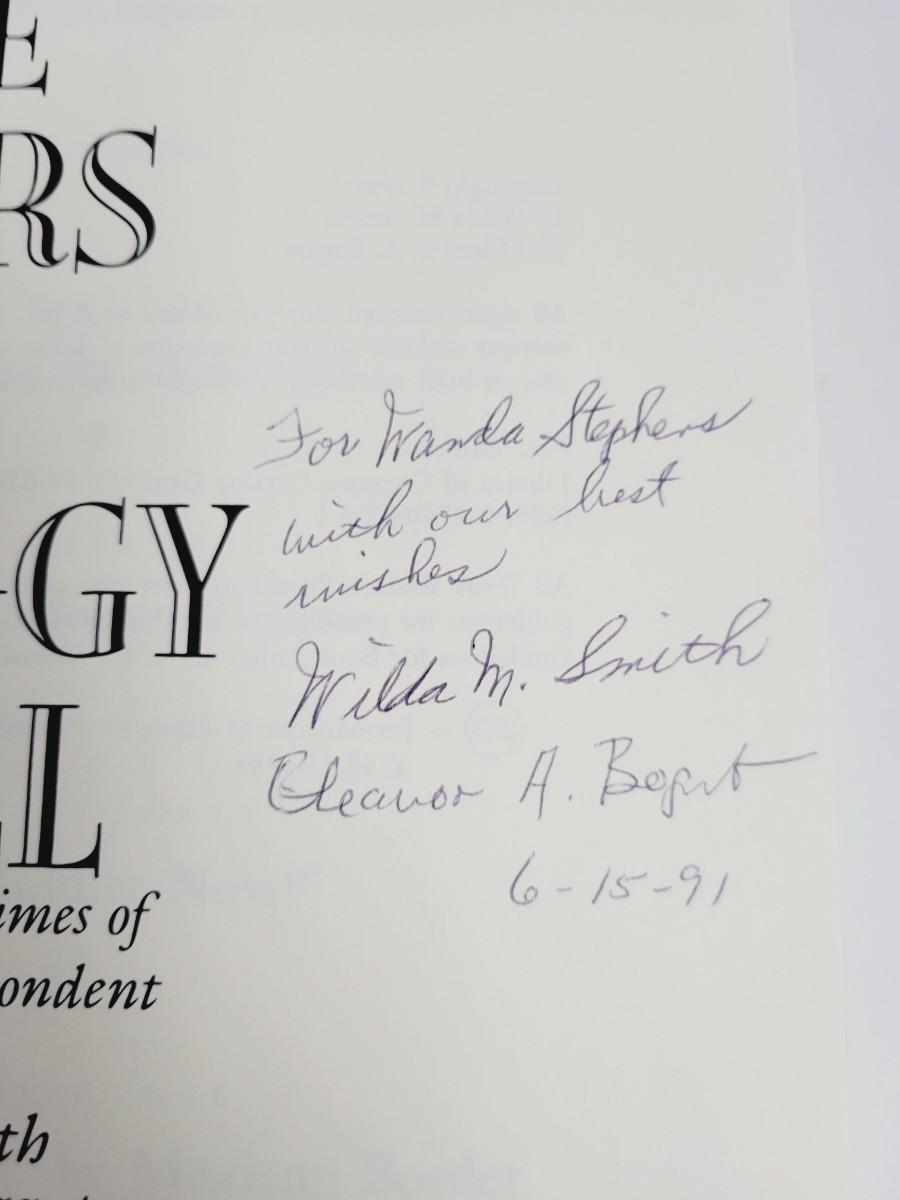 E
RS
For Wanda Stephens
with our best
wishes
GY
Wilda M. Smith
L
Eleanor A. Bogart
6-15-91
imes of
ondent
th